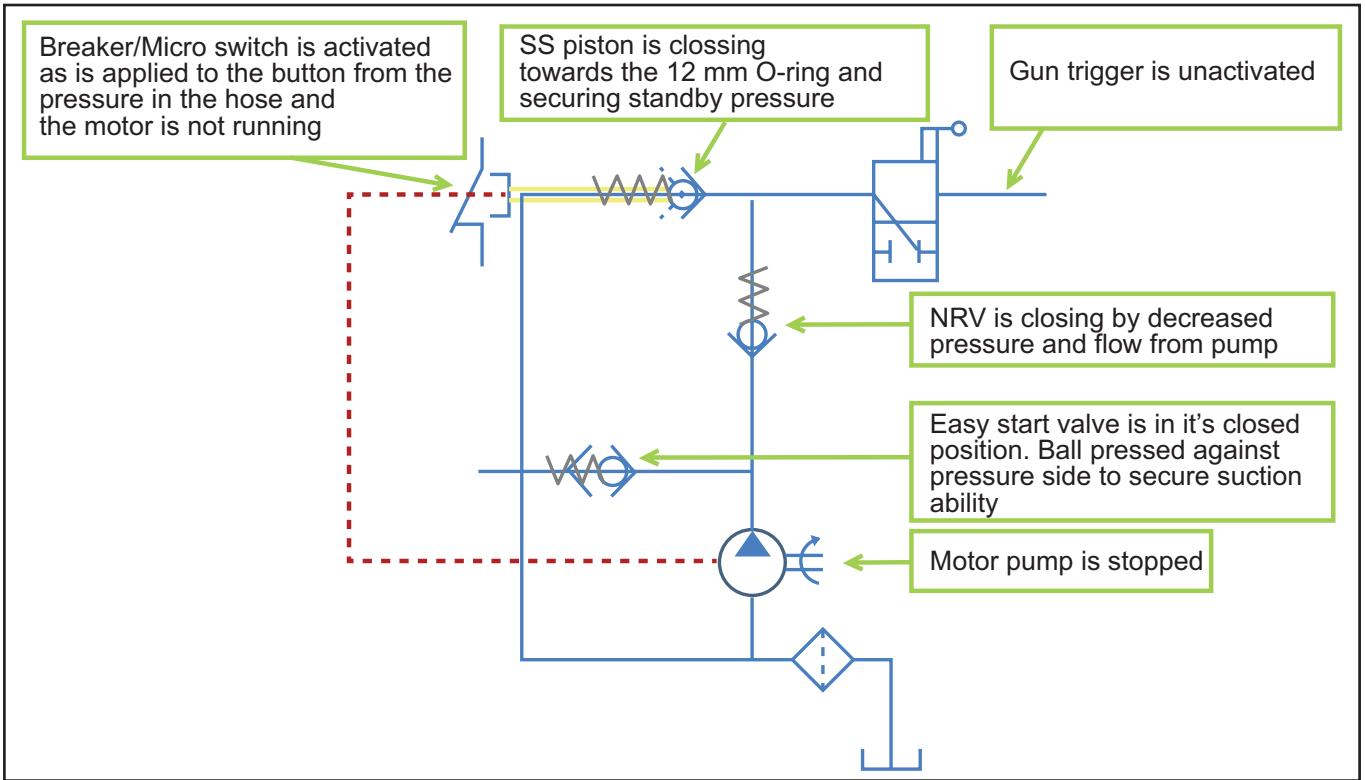 Breaker/Micro switch is activated
as is applied to the button from the
pressure in the hose and
the motor is not running
SS piston is clossing
towards the 12 mm O-ring and
securing standby pressure
Gun trigger is unactivated
NRV is closing by decreased
pressure and flow from pump
Easy start valve is in it’s closed
position. Ball pressed against
pressure side to secure suction
ability
Motor pump is stopped